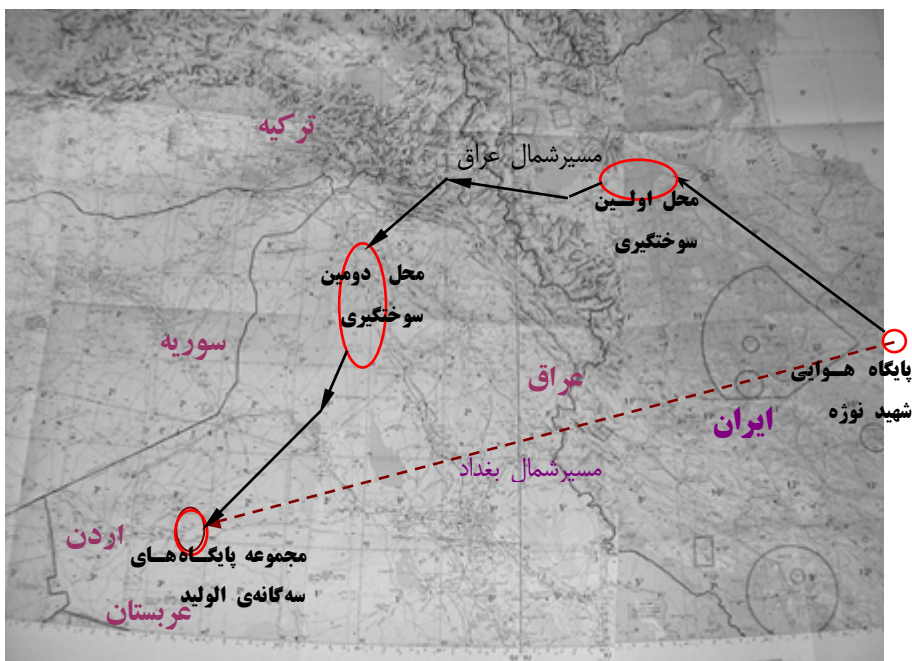 ترکیه
مسیرشمال عراق
محل اولین
سوختگیری
محل دومین
سوختگیری
سوریه
پایگاه هوایی
شهید نوژه
عراق
ایران
مسیرشمال بغداد
اردن
مجموعه پایگاه‌های
سه‌گانه‌ی الولید
عربستان